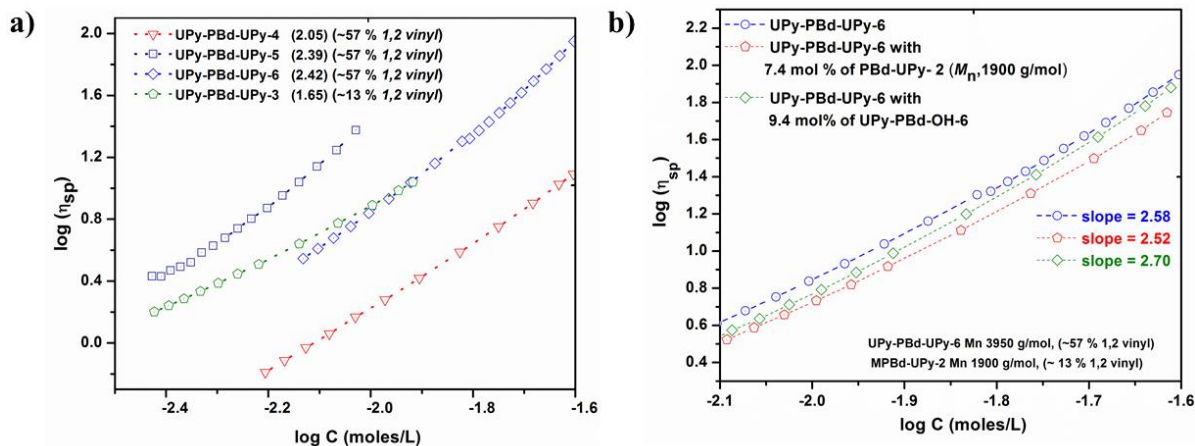 a)
2.0
1.6
1.2
0.8
0.4
0.0
log (ηsp)
UPy-PBd-UPy-4 (2.05) (~57 % 1,2 vinyl)
UPy-PBd-UPy-5 (2.39) (~57 % 1,2 vinyl)
UPy-PBd-UPy-6 (2.42) (~57 % 1,2 vinyl)
UPy-PBd-UPy-3 (1.65) (~13 % 1,2 vinyl)
-2.4 -2.2 -2.0 -1.8 -1.6
log C (moles/L)
b)
2.2
2.0
1.8
1.6
1.4
1.2
1.0
0.8
0.6
0.4
log (ηsp)
UPy-PBd-UPy-6
UPy-PBd-UPy-6 with
7.4 mol % of PBd-UPy- 2 (Mn,1900 g/mol)
UPy-PBd-UPy-6 with
9.4 mol% of UPy-PBd-OH-6
slope = 2.58
slope = 2.52
slope = 2.70
UPy-PBd-UPy-6 Mn 3950 g/mol, (~57 % 1,2 vinyl)
MPBd-UPy-2 Mn 1900 g/mol, (~ 13 % 1,2 vinyl)
-2.1 -2.0 -1.9 -1.8 -1.7 -1.6
log C (moles/L)